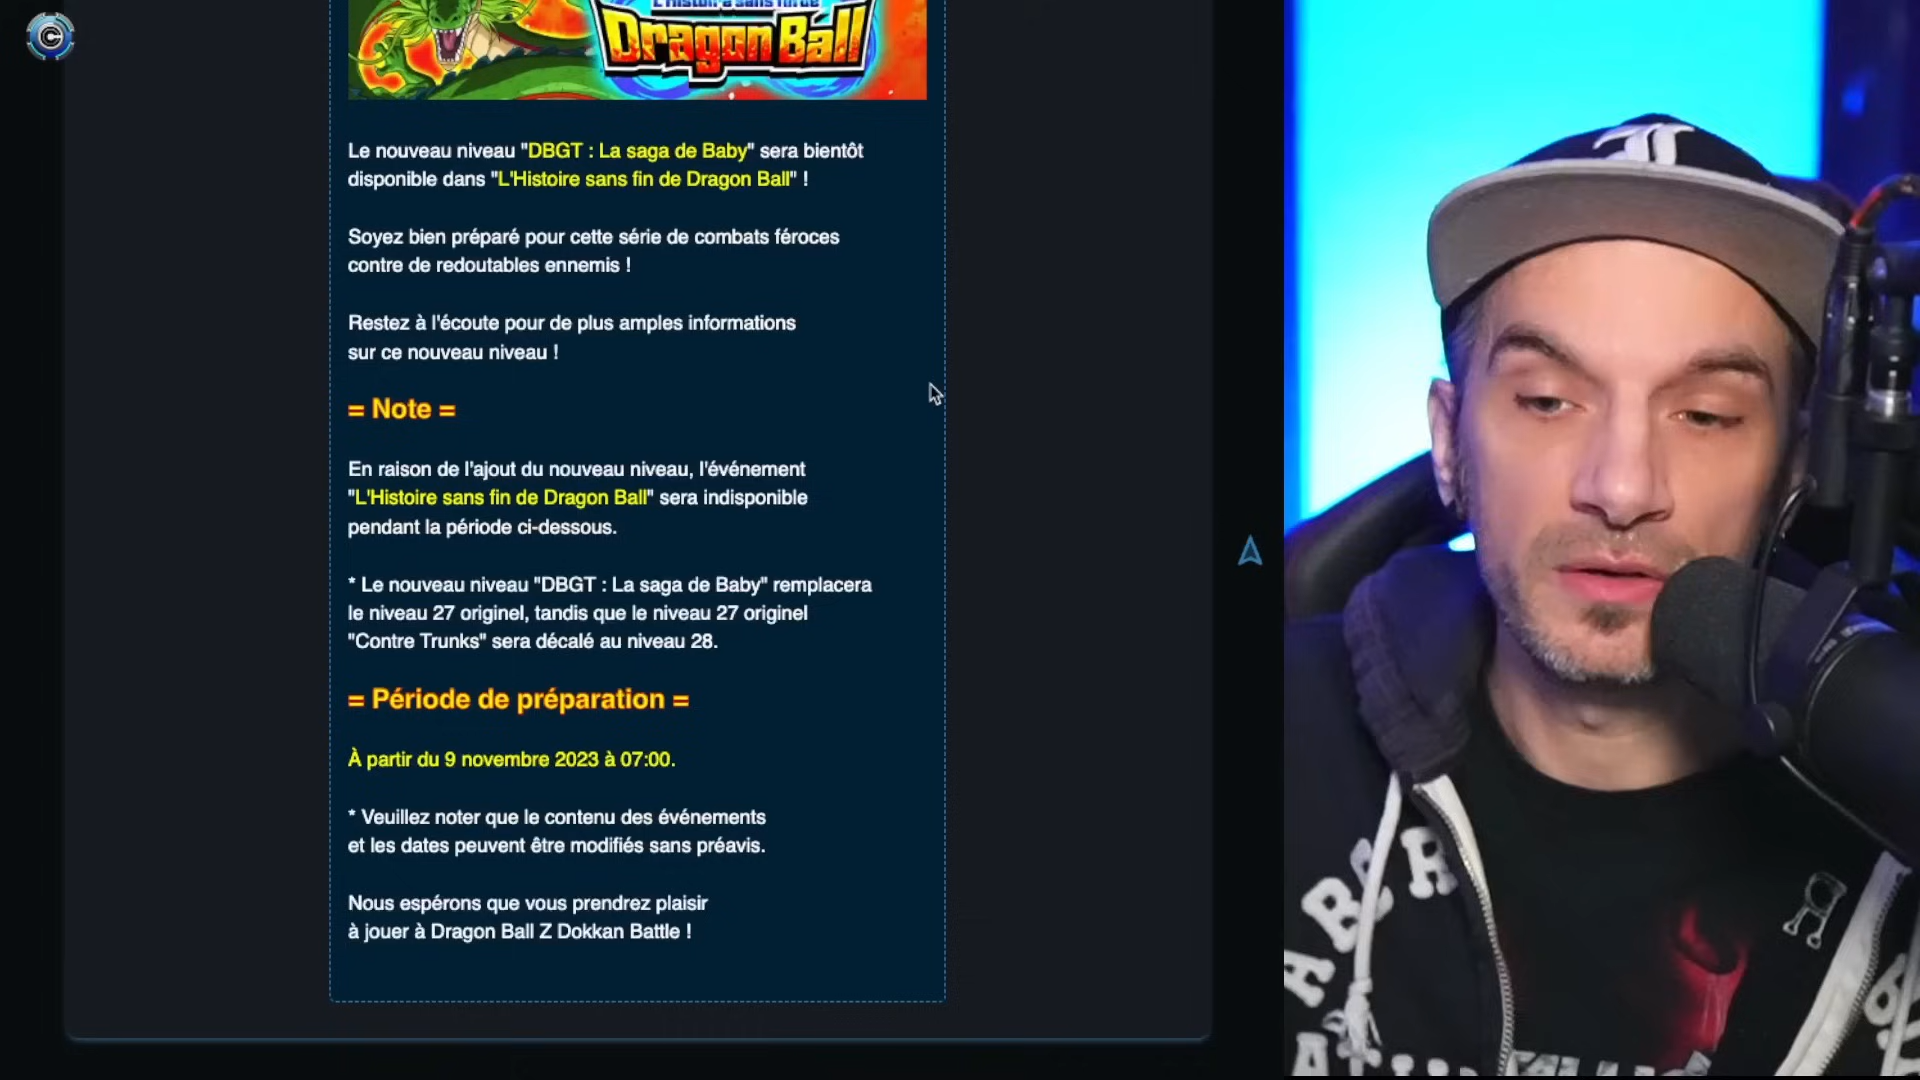 L'Histoire sans fin de
Dragon Ball
Le nouveau niveau "DBGT : La saga de Baby" sera bientôt
disponible dans "L'Histoire sans fin de Dragon Ball" !
Soyez bien préparé pour cette série de combats féroces
contre de redoutables ennemis !
Restez à l'écoute pour de plus amples informations
sur ce nouveau niveau !
= Note =
En raison de l'ajout du nouveau niveau, l'événement
"L'Histoire sans fin de Dragon Ball" sera indisponible
pendant la période ci-dessous.
* Le nouveau niveau "DBGT : La saga de Baby" remplacera
le niveau 27 originel, tandis que le niveau 27 originel
"Contre Trunks" sera décalé au niveau 28.
= Période de préparation =
À partir du 9 novembre 2023 à 07:00.
* Veuillez noter que le contenu des événements
et les dates peuvent être modifiés sans préavis.
Nous espérons que vous prendrez plaisir
à jouer à Dragon Ball Z Dokkan Battle !